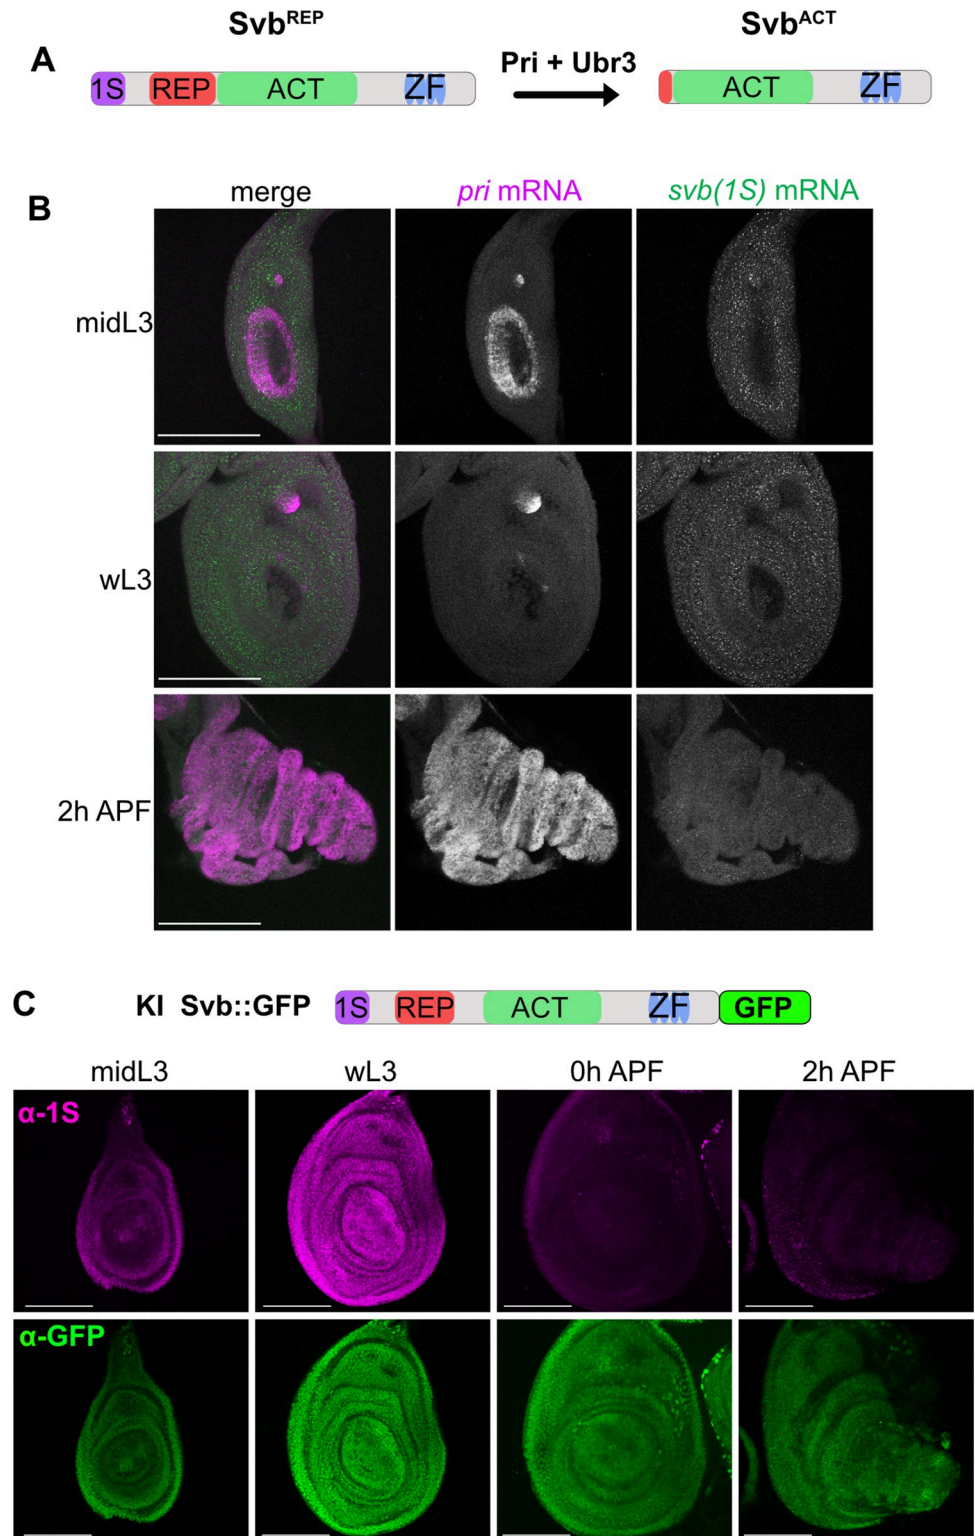 Svb^REP Svb^ACT
A 1S REP ACT ZF Pri + Ubr3 ACT ZF
B merge pri mRNA svb(1S) mRNA
midL3
wL3
2h APF
C KI Svb::GFP 1S REP ACT ZF GFP
midL3 wL3 0h APF 2h APF
α-1S
α-GFP